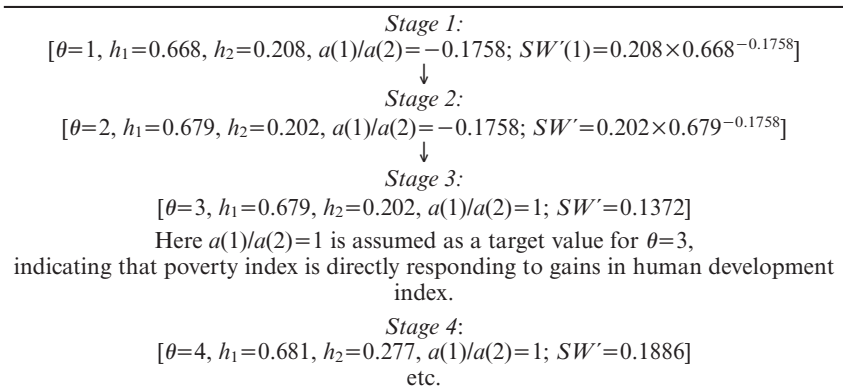 Stage 1:
[θ=1, h₁=0.668, h₂=0.208, a(1)/a(2)=−0.1758; SW′(1)=0.208×0.668⁻⁰·¹⁷⁵⁸]
↓
Stage 2:
[θ=2, h₁=0.679, h₂=0.202, a(1)/a(2)=−0.1758; SW′=0.202×0.679⁻⁰·¹⁷⁵⁸]
↓
Stage 3:
[θ=3, h₁=0.679, h₂=0.202, a(1)/a(2)=1; SW′=0.1372]
Here a(1)/a(2)=1 is assumed as a target value for θ=3,
indicating that poverty index is directly responding to gains in human development
index.
Stage 4:
[θ=4, h₁=0.681, h₂=0.277, a(1)/a(2)=1; SW′=0.1886]
etc.